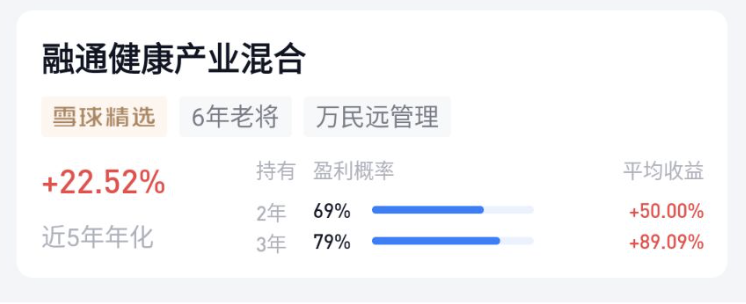 融通健康产业混合
雪球精选 6年老将 万民远管理
+22.52%
近5年年化
持有 盈利概率 平均收益
2年 69% +50.00%
3年 79% +89.09%